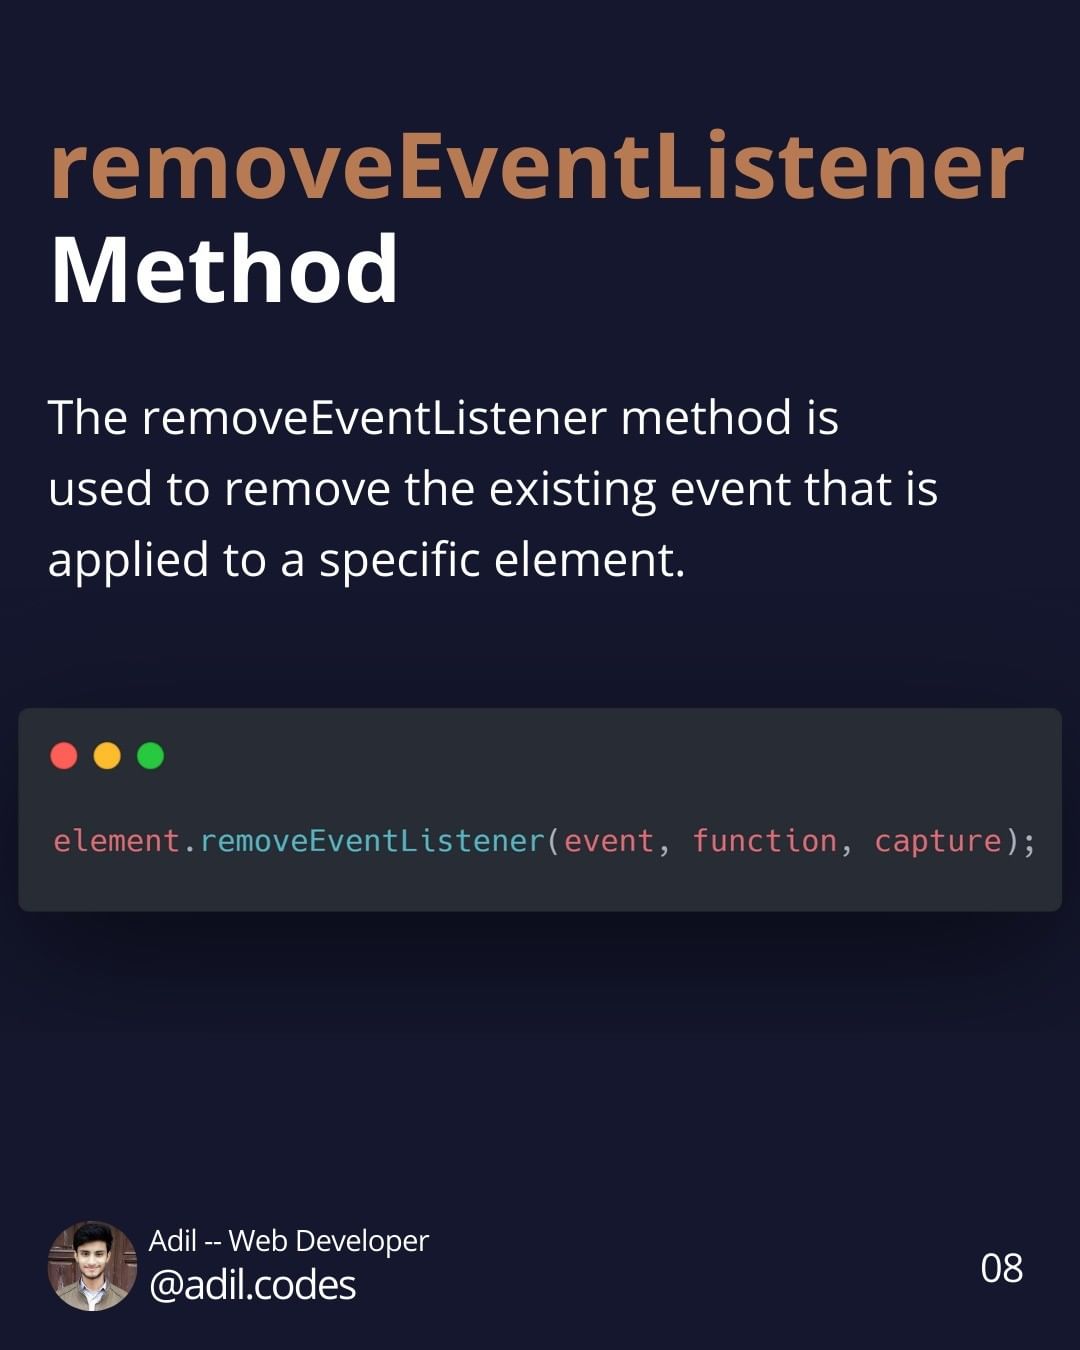 removeEventListener
Method
The removeEventListener method is
used to remove the existing event that is
applied to a specific element.
element.removeEventListener(event, function, capture);
Adil -- Web Developer
@adil.codes
08